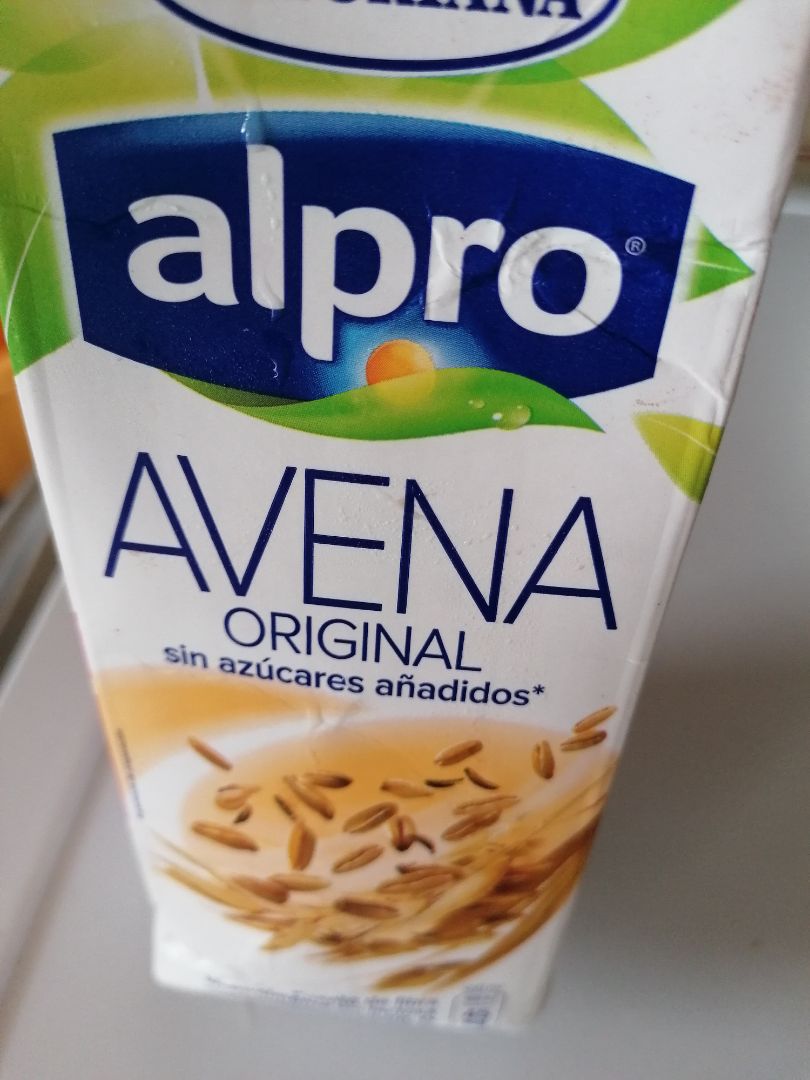 alpro®
AVENA
ORIGINAL
sin azúcares añadidos*